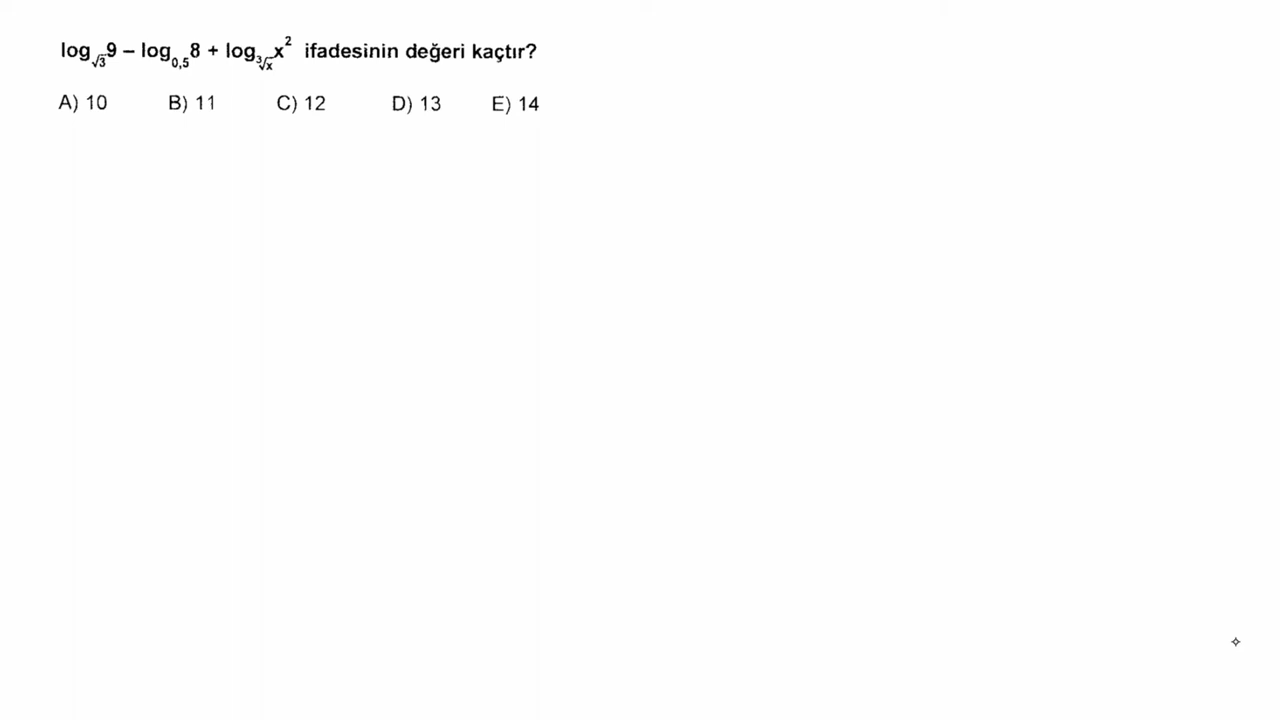 log√3 9 – log0,5 8 + log∛x x² ifadesinin değeri kaçtır?
A) 10 B) 11 C) 12 D) 13 E) 14